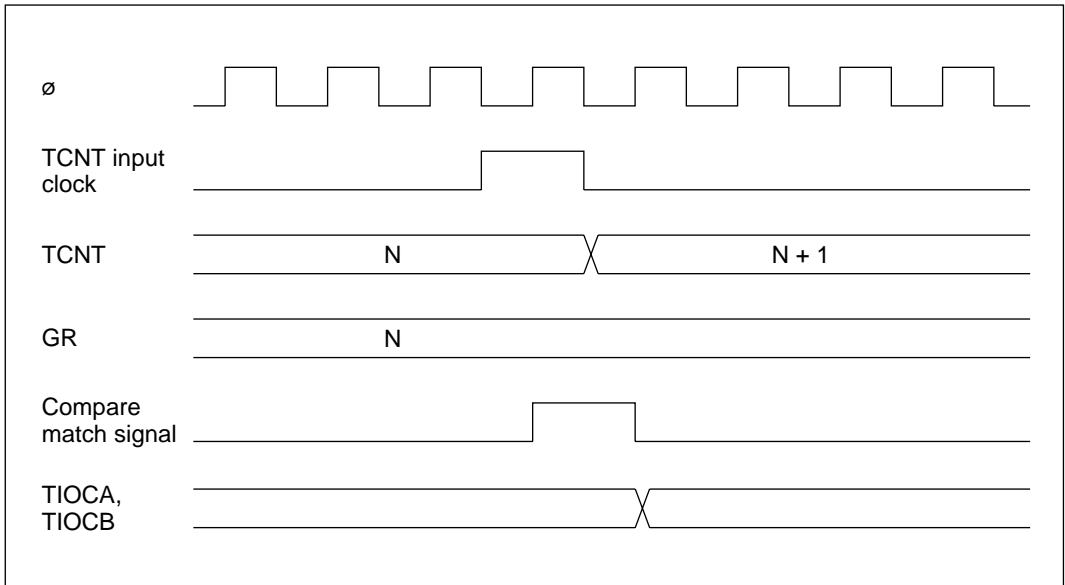 ø
TCNT input
clock
TCNT
N
N + 1
GR
N
Compare
match signal
TIOCA,
TIOCB